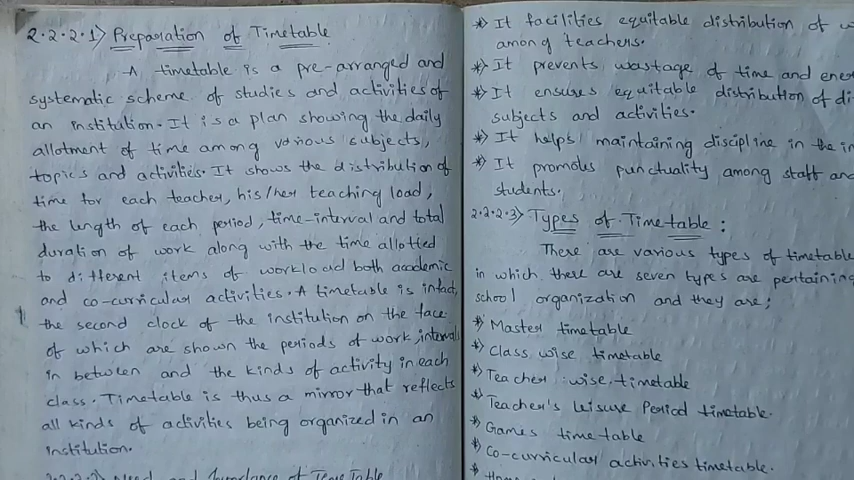 2.2.2.1) Preparation of Timetable
A timetable is a pre-arranged and
systematic scheme of studies and activities of
an institution. It is a plan showing the daily
allotment of time among various subjects,
topics and activities. It shows the distribution of
time for each teacher, his/her teaching load,
the length of each period, time-interval and total
duration of work along with the time allotted
to different items of workload both academic
and co-curricular activities. A timetable is infact,
the second clock of the institution on the face
of which are shown the periods of work, interval
in between and the kinds of activity in each
class. Timetable is thus a mirror that reflects
all kinds of activities being organized in an
institution.
and of Time Table
* It facilities equitable distribution of
among teachers.
* It prevents wastage of time and
* It ensures equitable distribution of
subjects and activities.
* It helps maintaining discipline in the
* It promotes punctuality among staff and
students.
2.2.2.3) Types of Timetable :
There are various types of timetable
in which there are seven types are pertaining
school organization and they are;
* Master timetable
* Class wise timetable
* Teacher wise timetable
* Teacher's leisure Period timetable.
* Games timetable
* Co-curricular activities timetable.
*